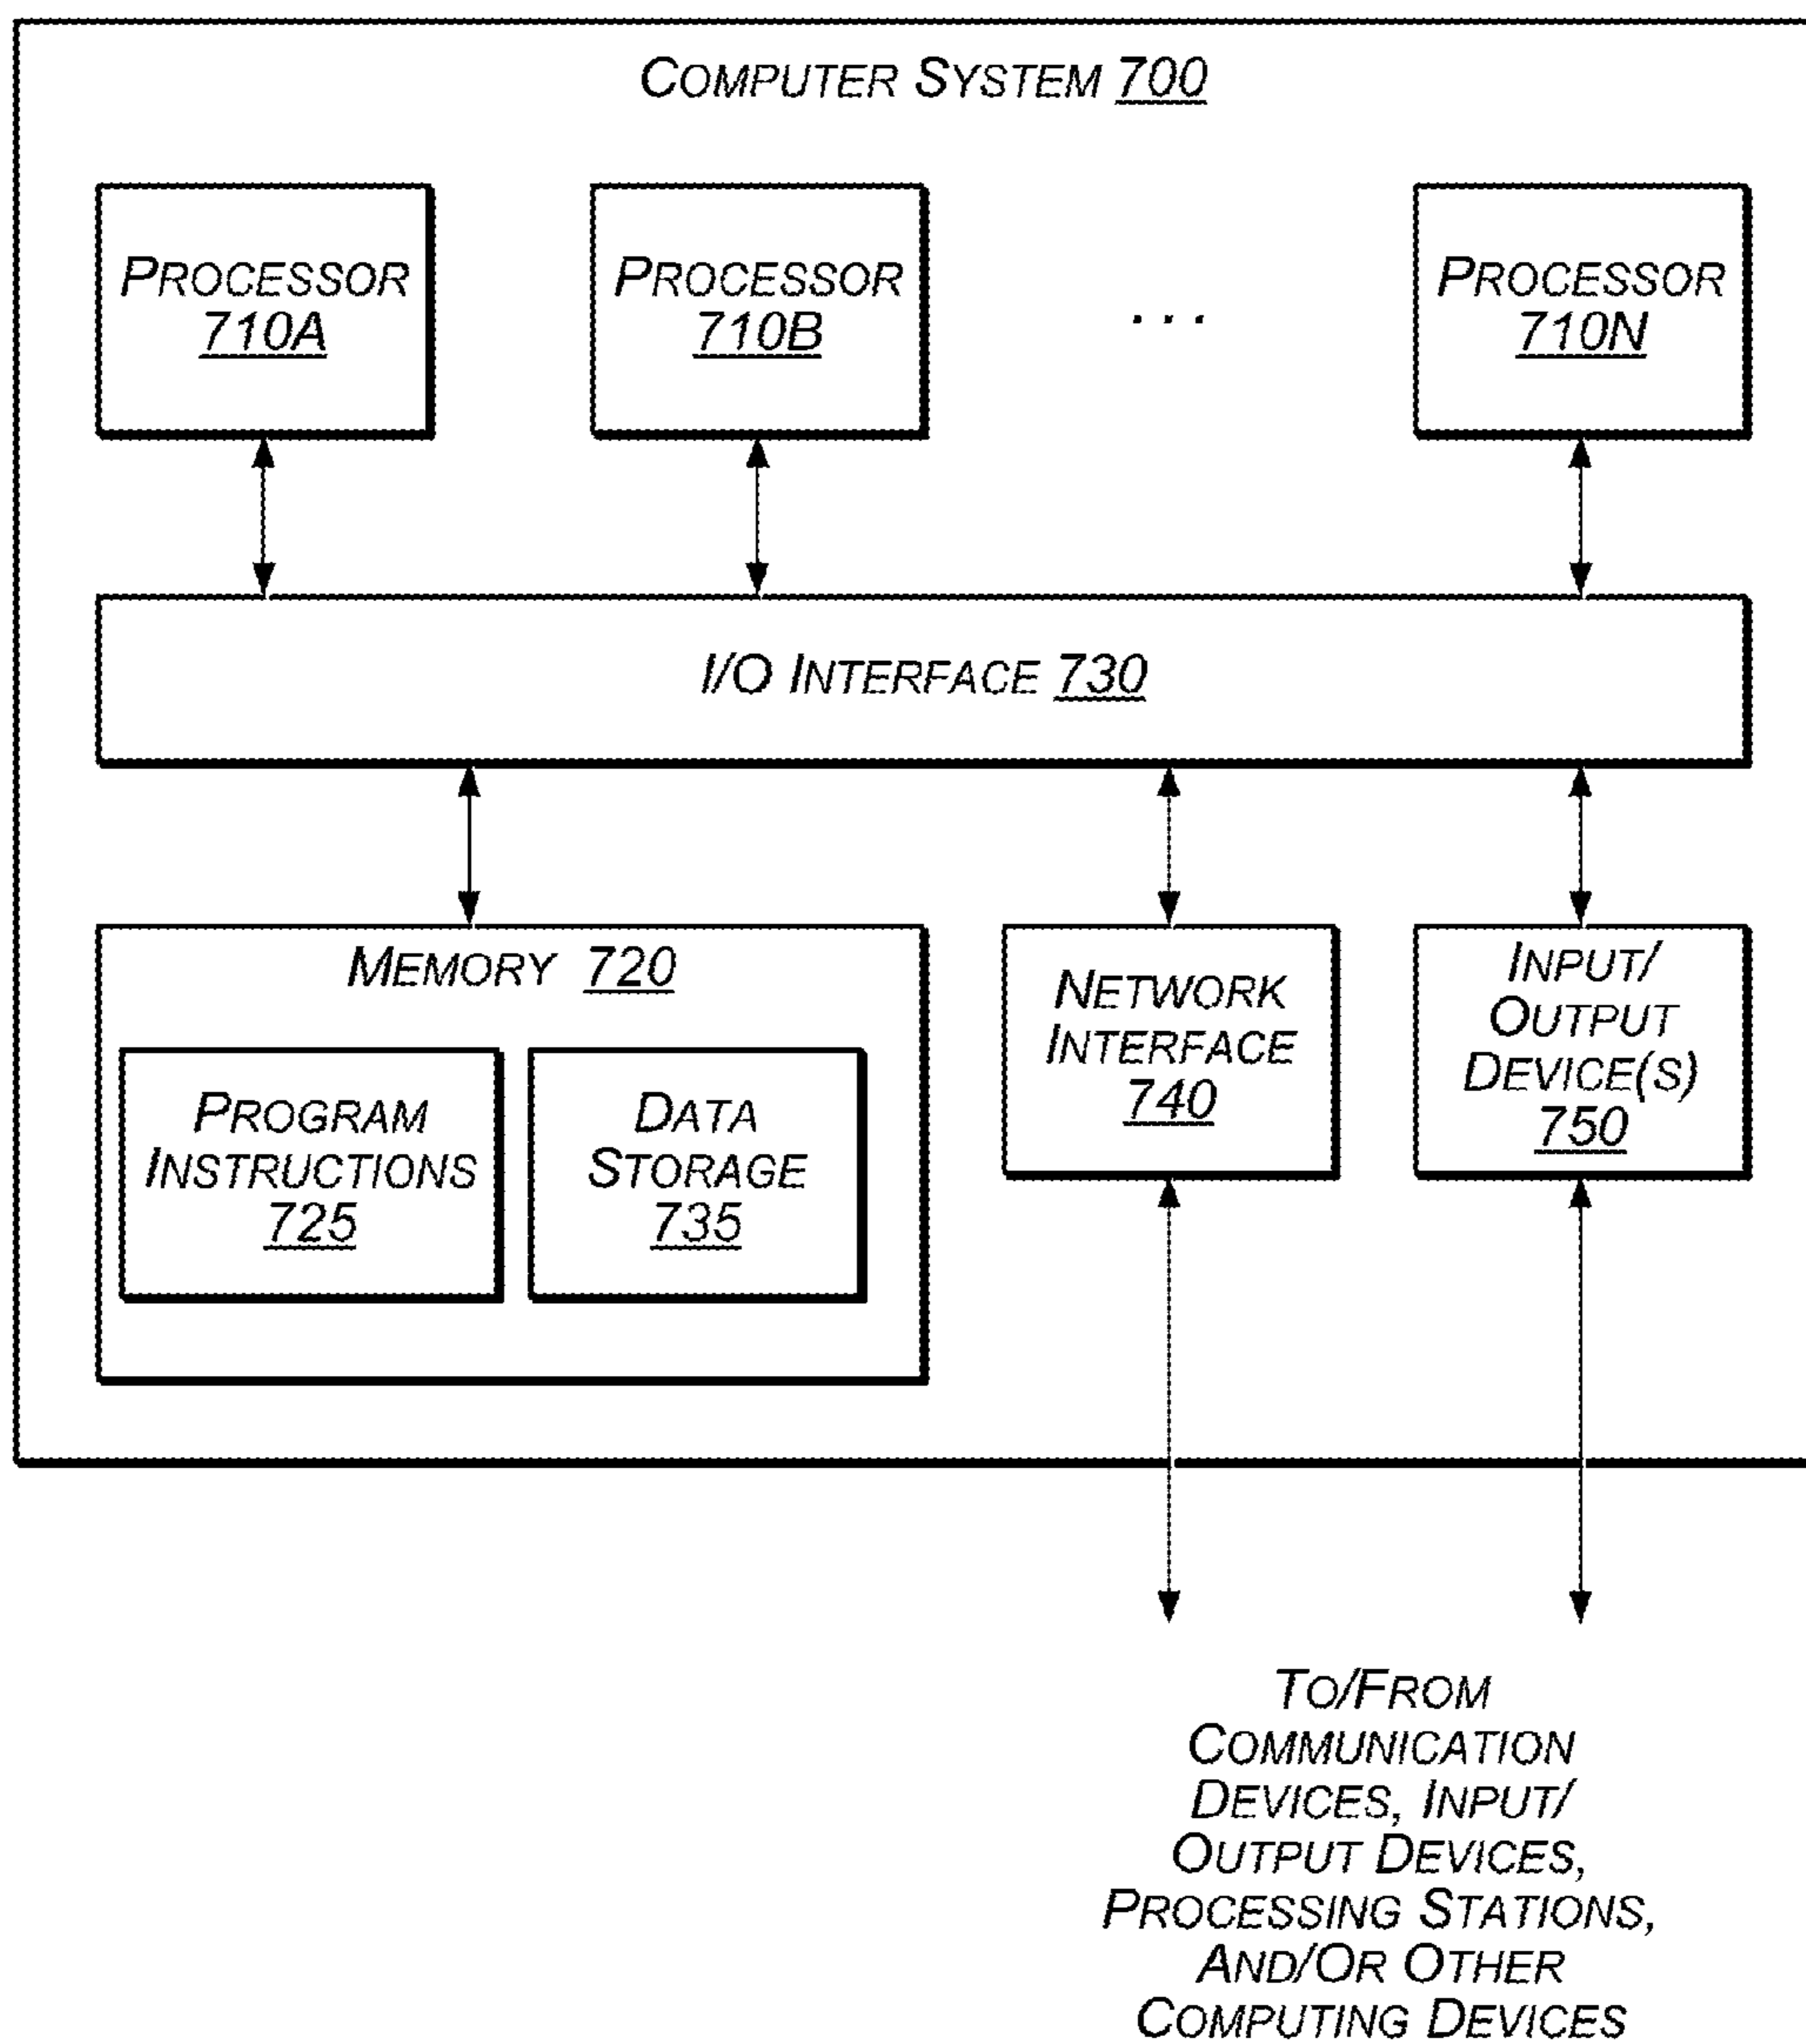 COMPUTER SYSTEM 700
PROCESSOR
710A
PROCESSOR
710B
. . .
PROCESSOR
710N
I/O INTERFACE 730
MEMORY 720
PROGRAM
INSTRUCTIONS
725
DATA
STORAGE
735
NETWORK
INTERFACE
740
INPUT/
OUTPUT
DEVICE(S)
750
TO/FROM
COMMUNICATION
DEVICES, INPUT/
OUTPUT DEVICES,
PROCESSING STATIONS,
AND/OR OTHER
COMPUTING DEVICES